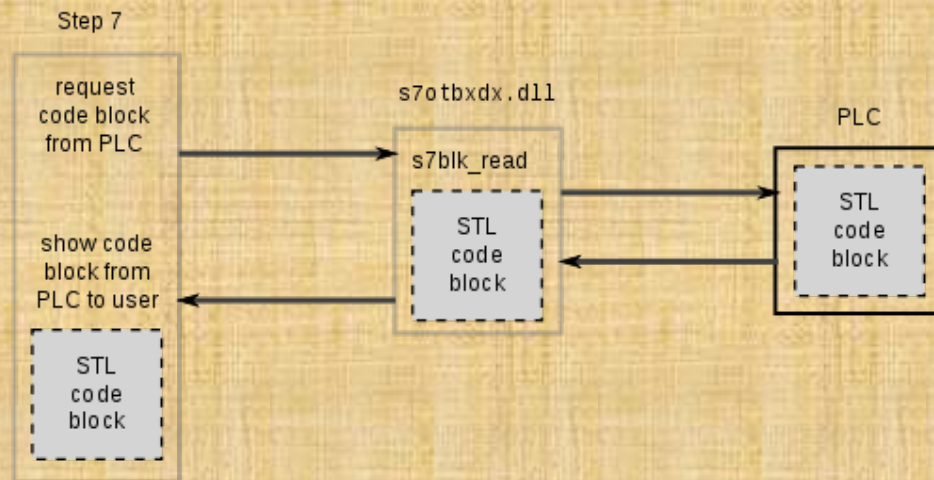 Step 7
request
code block
from PLC
show code
block from
PLC to user
STL
code
block
s7otbxdx.dll
s7blk_read
STL
code
block
PLC
STL
code
block